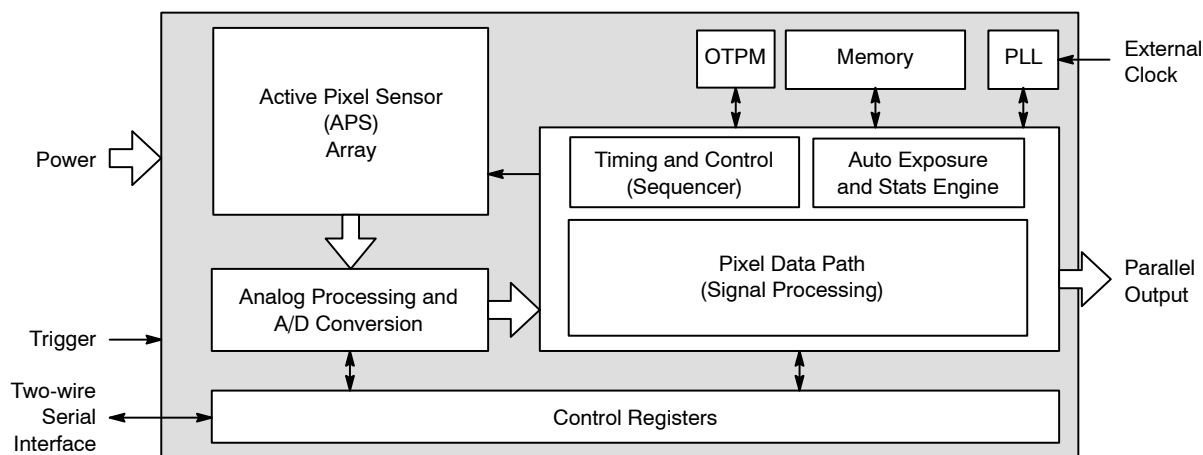 Active Pixel Sensor
(APS)
Array
OTPM
Memory
PLL
External
Clock
Power
Timing and Control
(Sequencer)
Auto Exposure
and Stats Engine
Pixel Data Path
(Signal Processing)
Parallel
Output
Analog Processing and
A/D Conversion
Trigger
Two-wire
Serial
Interface
Control Registers